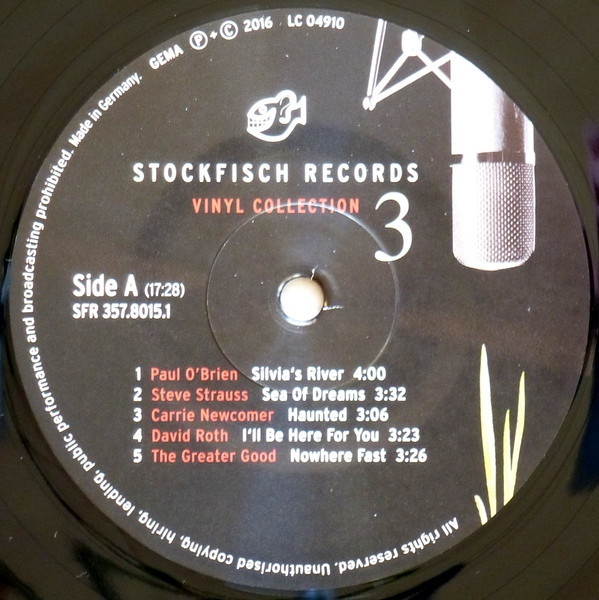 GEMA Ⓟ+Ⓒ 2016 LC 04910
STOCKFISCH RECORDS
VINYL COLLECTION 3
Side A (17:28)
SFR 357.8015.1
1 Paul O'Brien Silvia's River 4:00
2 Steve Strauss Sea Of Dreams 3:32
3 Carrie Newcomer Haunted 3:06
4 David Roth I'll Be Here For You 3:23
5 The Greater Good Nowhere Fast 3:26
All rights reserved. Unauthorised copying, hiring, lending, public performance and broadcasting prohibited. Made in Germany.